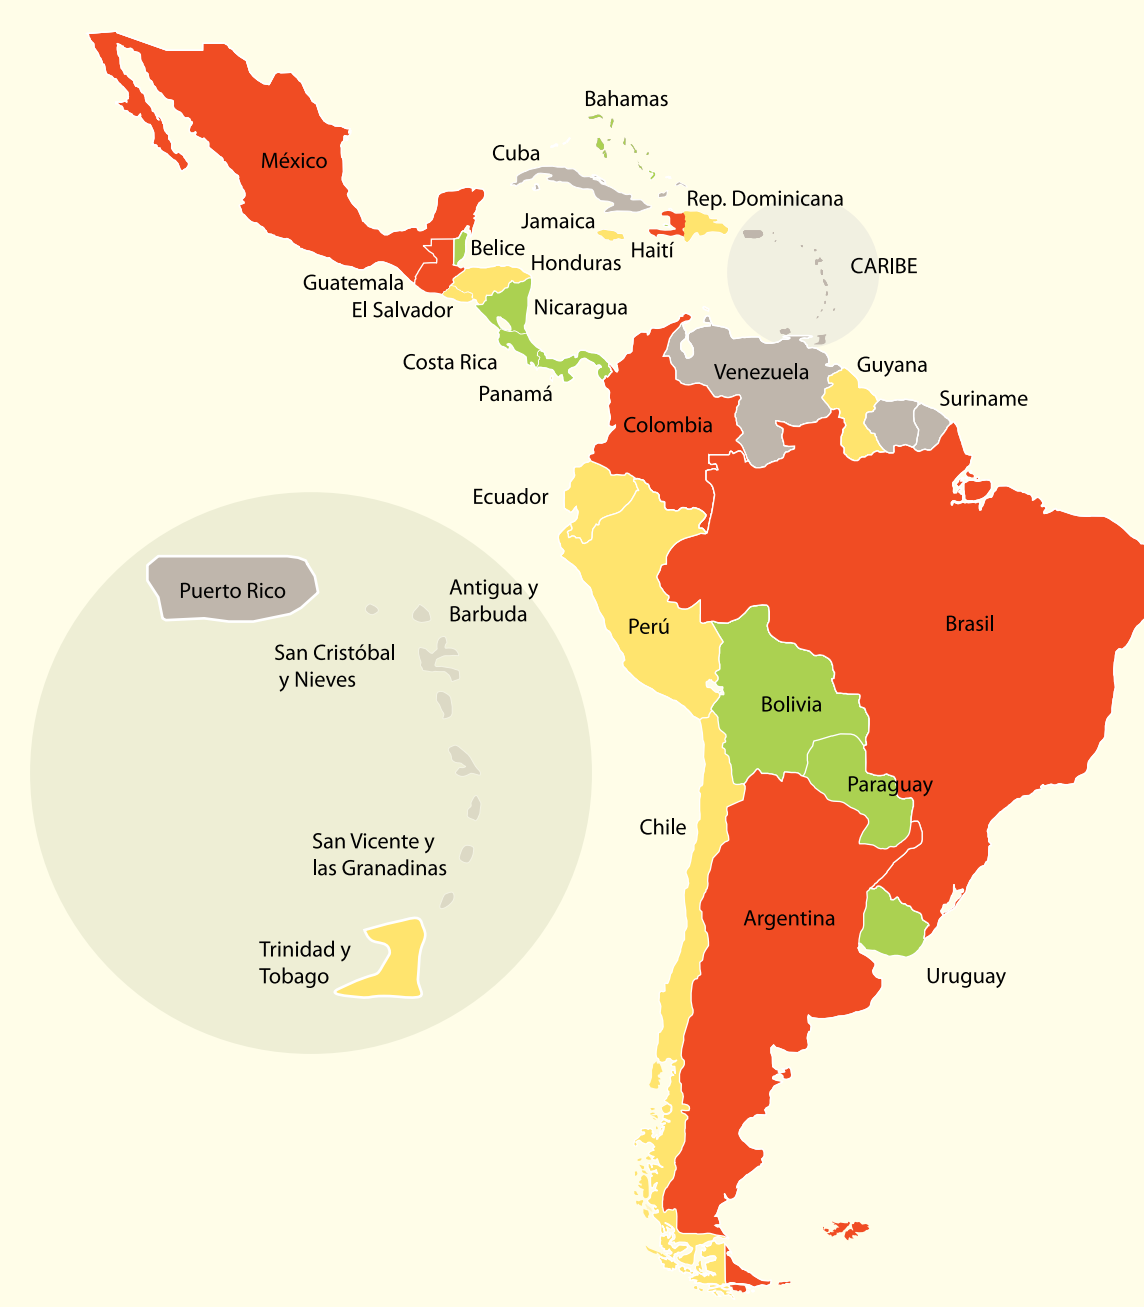 Bahamas
Cuba
México
Rep. Dominicana
Jamaica
Belice
Haití
Honduras
CARIBE
Guatemala
El Salvador
Nicaragua
Costa Rica
Guyana
Venezuela
Panamá
Suriname
Colombia
Ecuador
Puerto Rico
Antigua y
Barbuda
Perú
Brasil
San Cristóbal
y Nieves
Bolivia
Paraguay
Chile
San Vicente y
las Granadinas
Argentina
Trinidad y
Tobago
Uruguay